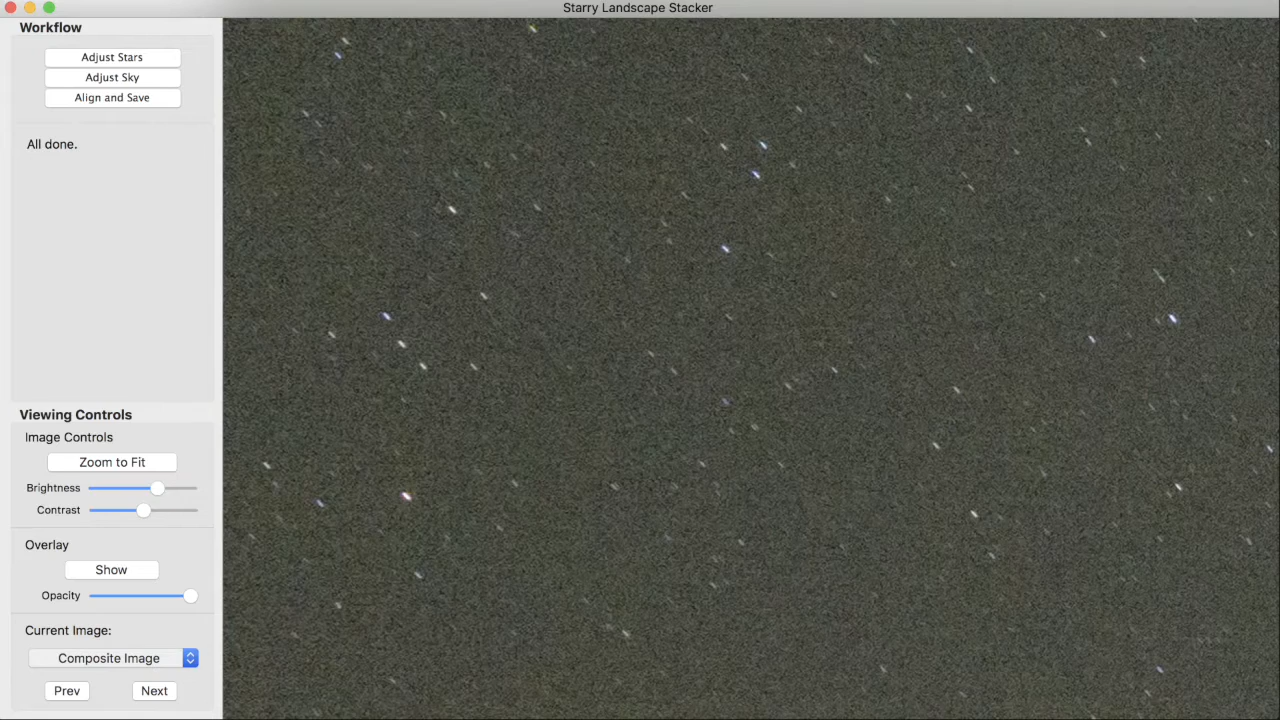 Starry Landscape Stacker
Workflow
Adjust Stars
Adjust Sky
Align and Save
All done.
Viewing Controls
Image Controls
Zoom to Fit
Brightness
Contrast
Overlay
Show
Opacity
Current Image:
Composite Image
Prev Next